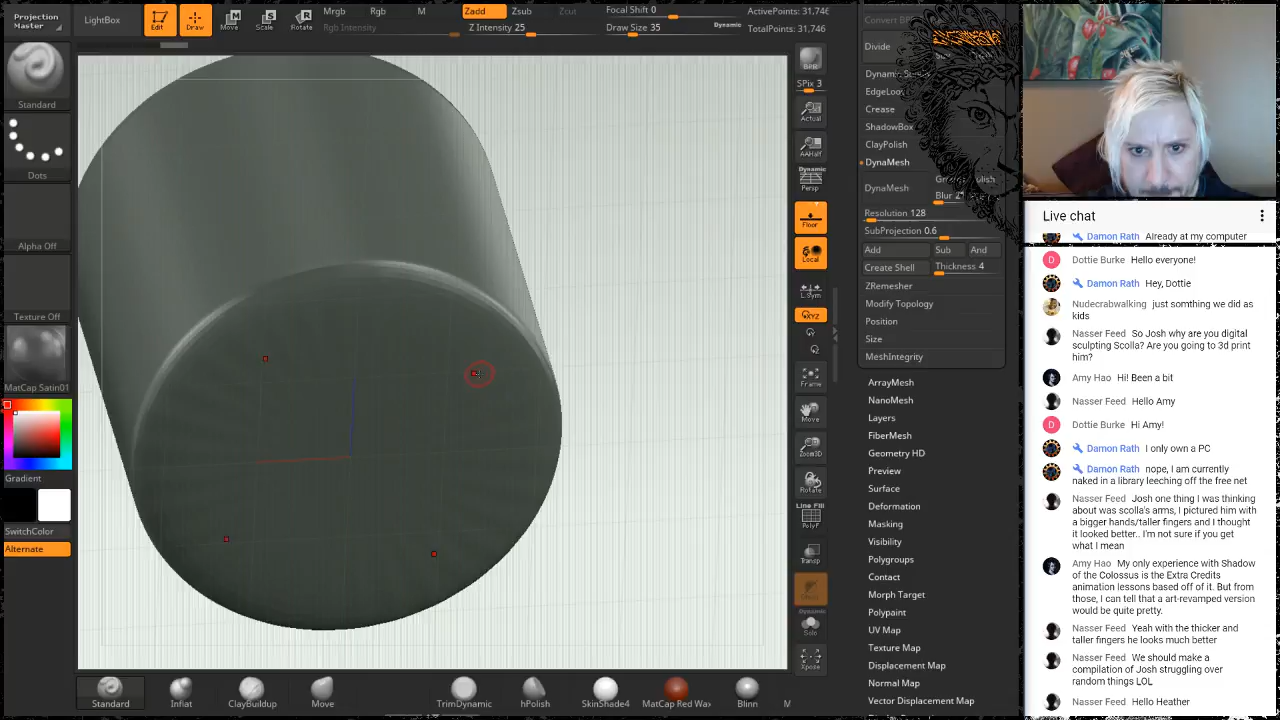 Projection
Master
LightBox
Edit
Draw
Move
Scale
Rotate
Mrgb
Rgb
M
Rgb Intensity
Zadd
Zsub
Zcut
Z Intensity 25
Focal Shift 0
Draw Size 35
Dynamic
ActivePoints: 31,746
TotalPoints: 31,746
Standard
Dots
Alpha Off
Texture Off
MatCap Satin01
Gradient
SwitchColor
Alternate
BPR
SPix 3
Actual
AAHalf
Dynamic
Persp
Floor
Local
L.Sym
XYZ
Frame
Move
Zoom3D
Rotate
Line Fill
PolyF
Transp
Dynamic
Solo
Xpose
Divide
EdgeLoop
Crease
ShadowBox
ClayPolish
DynaMesh
DynaMesh
Blur 2
Resolution 128
SubProjection 0.6
Add
Sub
And
Create Shell
Thickness 4
ZRemesher
Modify Topology
Position
Size
MeshIntegrity
ArrayMesh
NanoMesh
Layers
FiberMesh
Geometry HD
Preview
Surface
Deformation
Masking
Visibility
Polygroups
Contact
Morph Target
Polypaint
UV Map
Texture Map
Displacement Map
Normal Map
Vector Displacement Map
Standard
Inflat
ClayBuildup
Move
TrimDynamic
hPolish
SkinShade4
MatCap Red Wax
Blinn
M
Live chat
Damon Rath Already at my computer
D Dottie Burke Hello everyone!
Damon Rath Hey, Dottie
Nudecrabwalking just somthing we did as
kids
Nasser Feed So Josh why are you digital
sculpting Scolla? Are you going to 3d print
him?
Amy Hao Hi! Been a bit
Nasser Feed Hello Amy
D Dottie Burke Hi Amy!
Damon Rath I only own a PC
Damon Rath nope, I am currently
naked in a library leeching off the free net
Nasser Feed Josh one thing I was thinking
about was scolla's arms, I pictured him with
a bigger hands/taller fingers and I thought
it looked better.. I'm not sure if you get
what I mean
Amy Hao My only experience with Shadow
of the Colossus is the Extra Credits
animation lessons based off of it. But from
those, I can tell that a art-revamped version
would be quite pretty.
Nasser Feed Yeah with the thicker and
taller fingers he looks much better
Nasser Feed We should make a
compilation of Josh struggling over
random things LOL
Nasser Feed Hello Heather